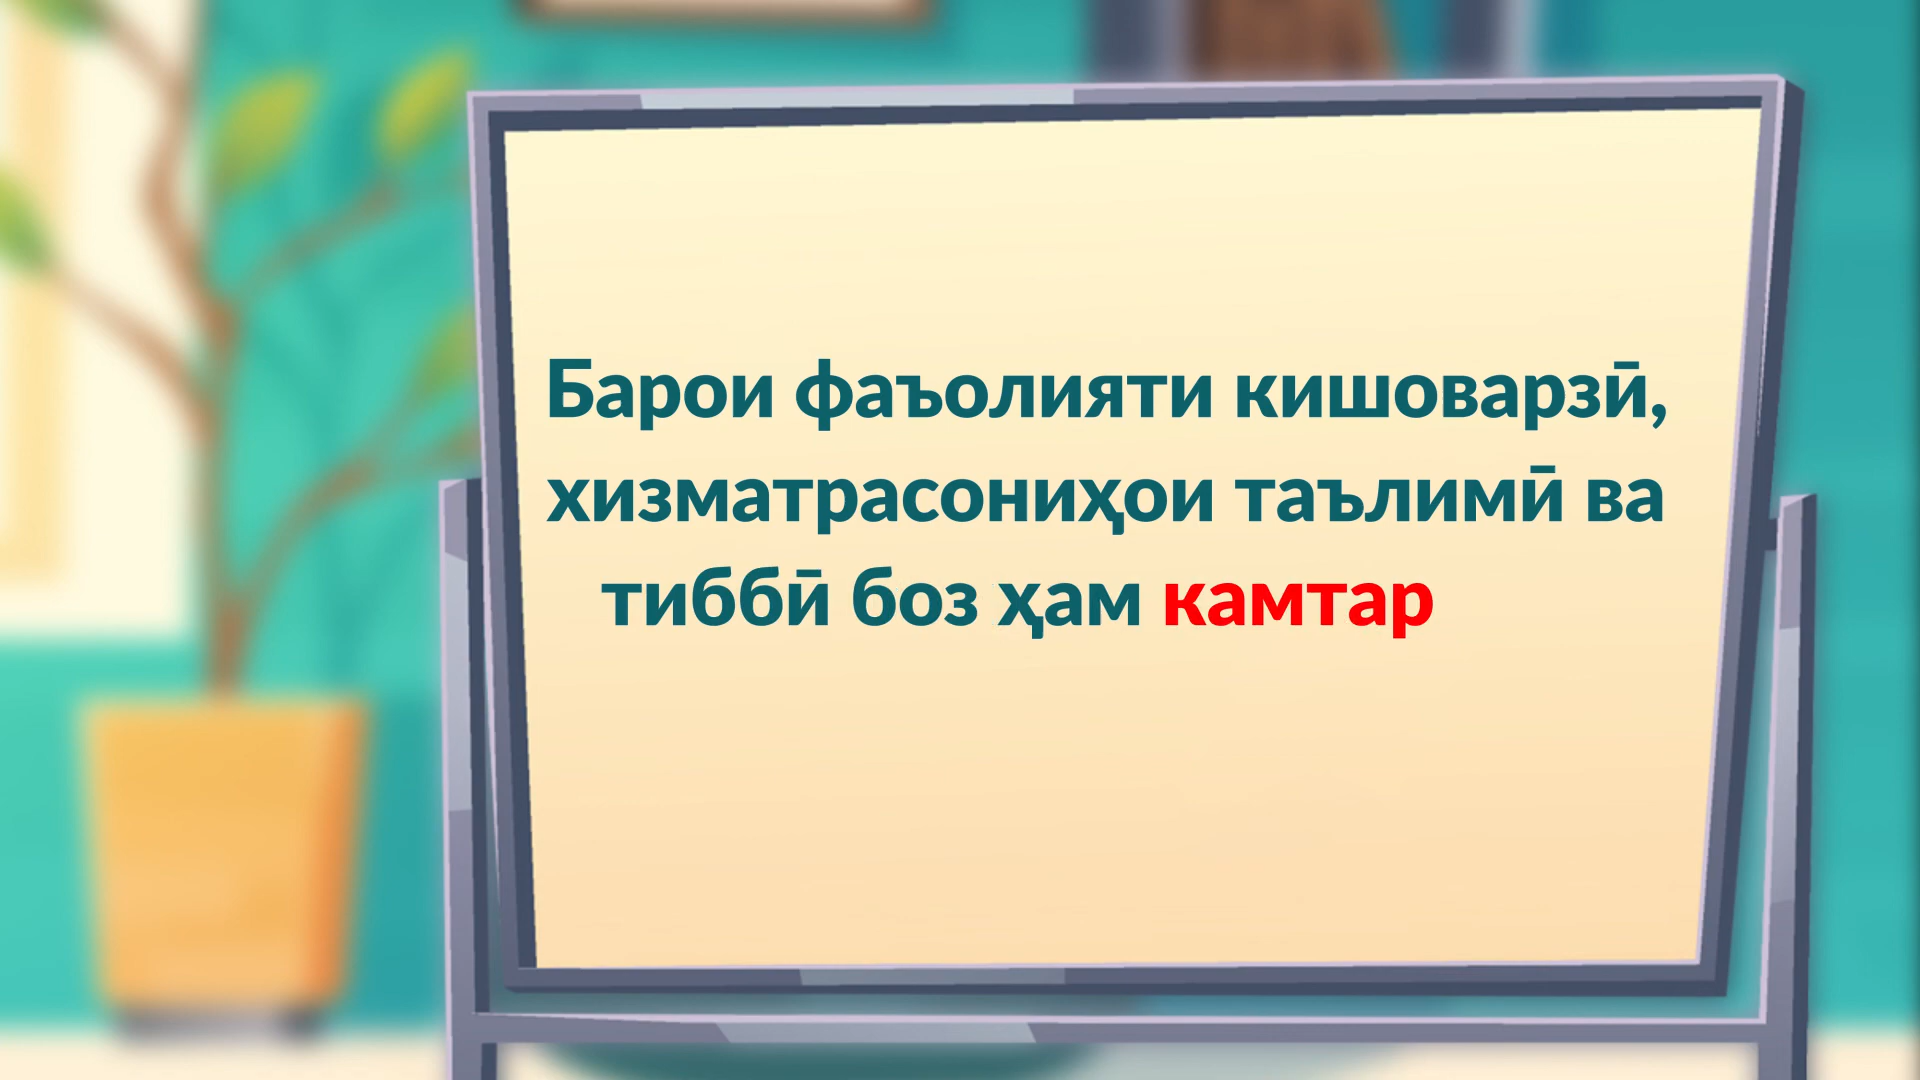 Барои фаъолияти кишоварзӣ,
хизматрасониҳои таълимӣ ва
тиббӣ боз ҳам камтар